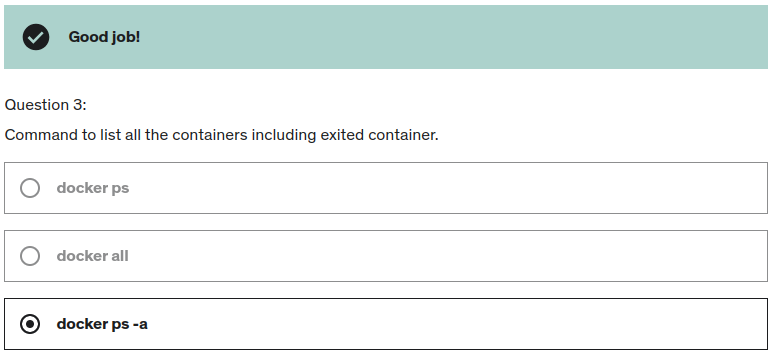 Good job!
Question 3:
Command to list all the containers including exited container.
docker ps
docker all
docker ps -a